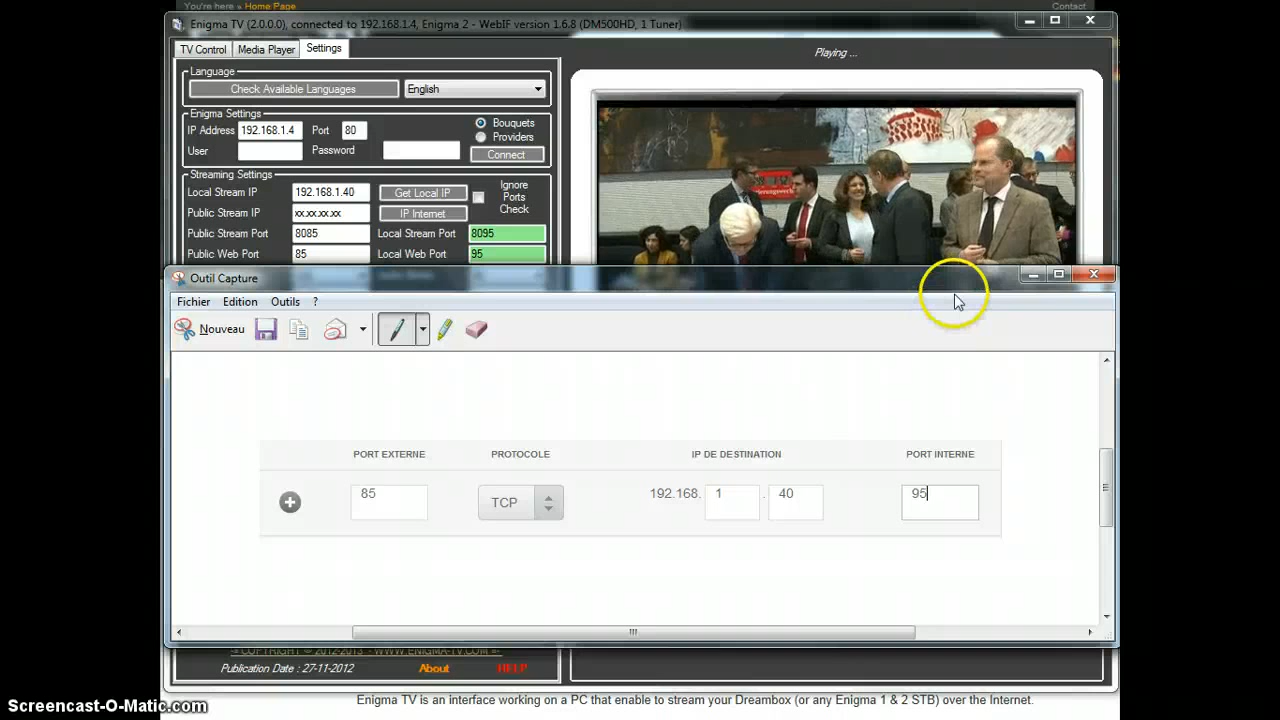 You're here » Home Page
Contact
Enigma TV (2.0.0.0), connected to 192.168.1.4, Enigma 2 - WebIF version 1.6.8 (DM500HD, 1 Tuner)
TV Control Media Player Settings
Playing ...
Language
Check Available Languages English
Enigma Settings
IP Address 192.168.1.4 Port 80
Bouquets
Providers
User Password Connect
Streaming Settings
Local Stream IP 192.168.1.40 Get Local IP
Ignore
Ports
Check
Public Stream IP xx.xx.xx.xx IP Internet
Public Stream Port 8085 Local Stream Port 8095
Public Web Port 85 Local Web Port 95
Outil Capture
Fichier Edition Outils ?
Nouveau
PORT EXTERNE PROTOCOLE IP DE DESTINATION PORT INTERNE
85 TCP 192.168. 1 . 40 95
COPYRIGHT © 2012-2013 - WWW.ENIGMA-TV.COM
Publication Date : 27-11-2012 About HELP
Enigma TV is an interface working on a PC that enable to stream your Dreambox (or any Enigma 1 & 2 STB) over the Internet.
Screencast-O-Matic.com